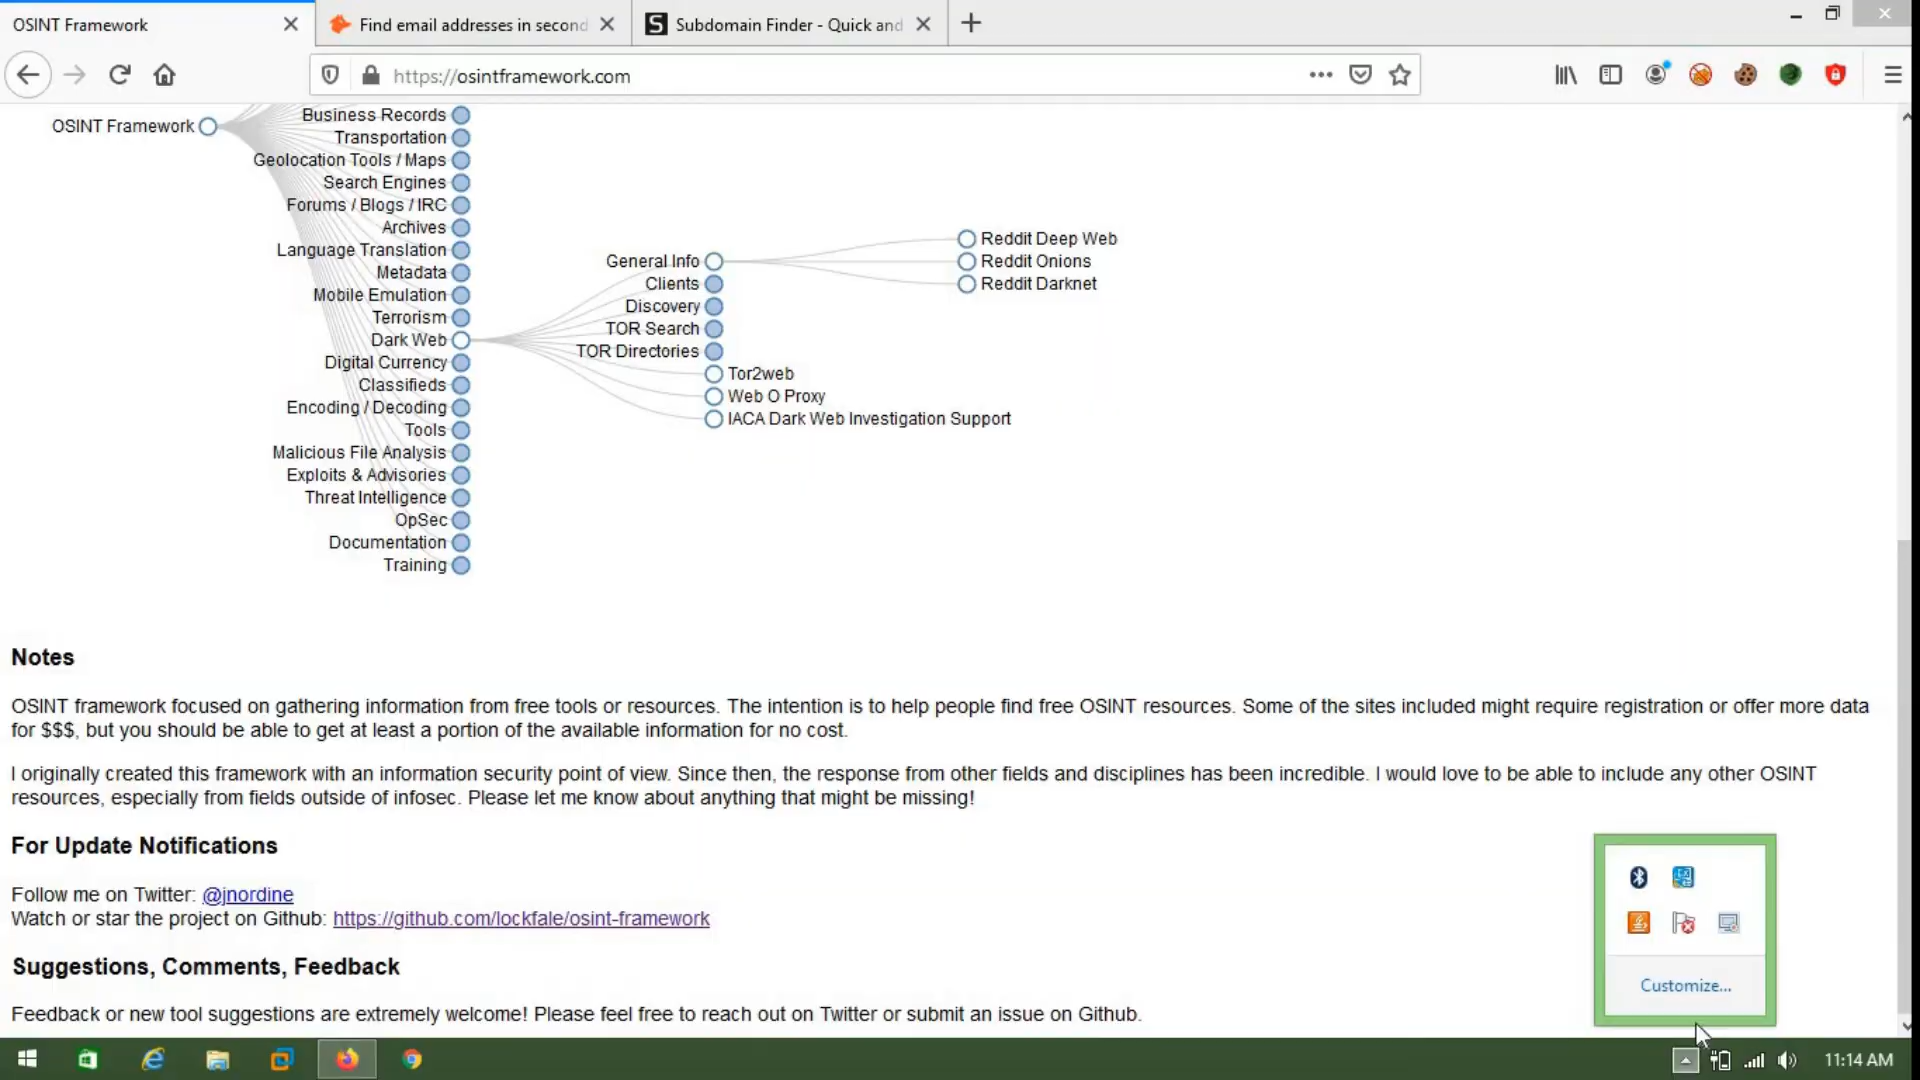 OSINT Framework
Find email addresses in second
Subdomain Finder - Quick and
https://osintframework.com
OSINT Framework
Business Records
Transportation
Geolocation Tools / Maps
Search Engines
Forums / Blogs / IRC
Archives
Language Translation
Metadata
Mobile Emulation
Terrorism
Dark Web
Digital Currency
Classifieds
Encoding / Decoding
Tools
Malicious File Analysis
Exploits & Advisories
Threat Intelligence
OpSec
Documentation
Training
General Info
Clients
Discovery
TOR Search
TOR Directories
Tor2web
Web O Proxy
IACA Dark Web Investigation Support
Reddit Deep Web
Reddit Onions
Reddit Darknet
Notes
OSINT framework focused on gathering information from free tools or resources. The intention is to help people find free OSINT resources. Some of the sites included might require registration or offer more data
for $$$, but you should be able to get at least a portion of the available information for no cost.
I originally created this framework with an information security point of view. Since then, the response from other fields and disciplines has been incredible. I would love to be able to include any other OSINT
resources, especially from fields outside of infosec. Please let me know about anything that might be missing!
For Update Notifications
Follow me on Twitter: @jnordine
Watch or star the project on Github: https://github.com/lockfale/osint-framework
Suggestions, Comments, Feedback
Feedback or new tool suggestions are extremely welcome! Please feel free to reach out on Twitter or submit an issue on Github.
Customize...
11:14 AM